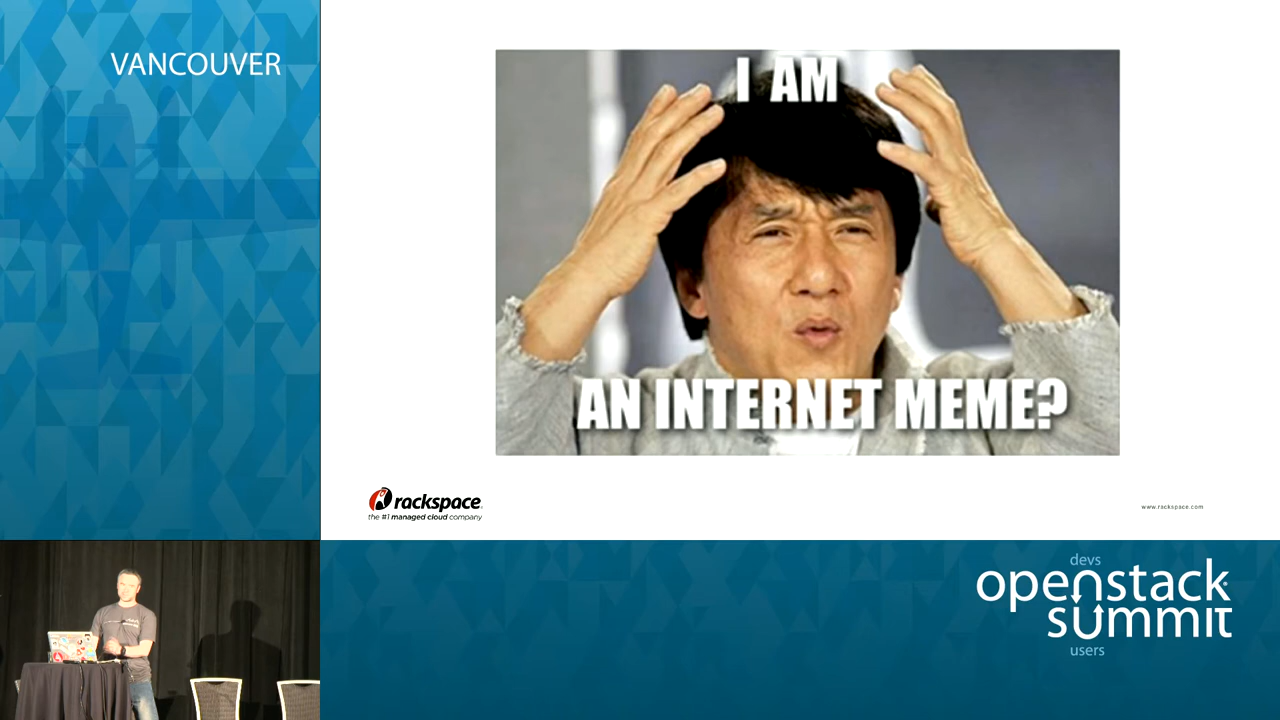 VANCOUVER
I AM
AN INTERNET MEME?
rackspace
the #1 managed cloud company
www.rackspace.com
devs
openstack
summit
users